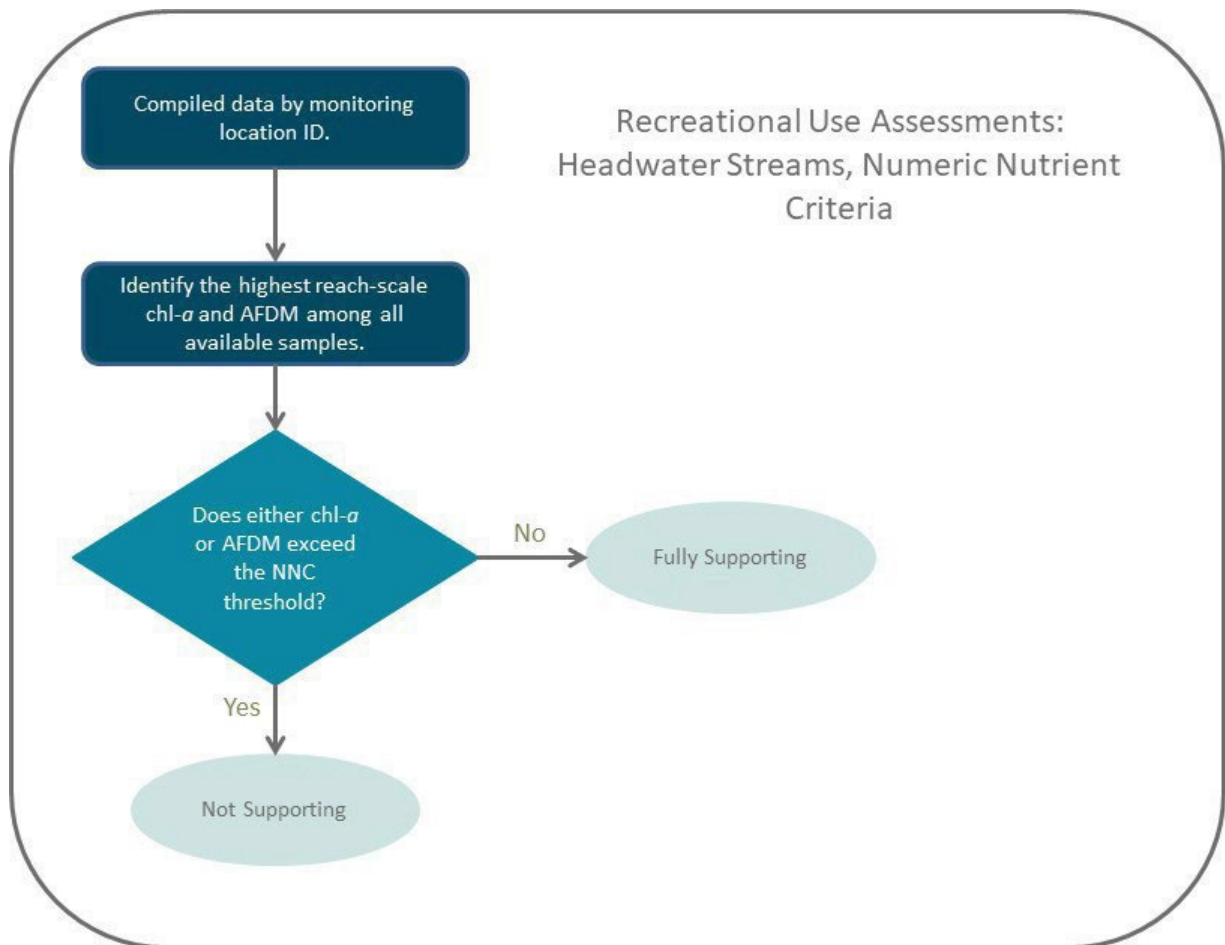 Recreational Use Assessments:
Headwater Streams, Numeric Nutrient
Criteria
Compiled data by monitoring
location ID.
Identify the highest reach-scale
chl-a and AFDM among all
available samples.
Does either chl-a
or AFDM exceed
the NNC
threshold?
No
Fully Supporting
Yes
Not Supporting